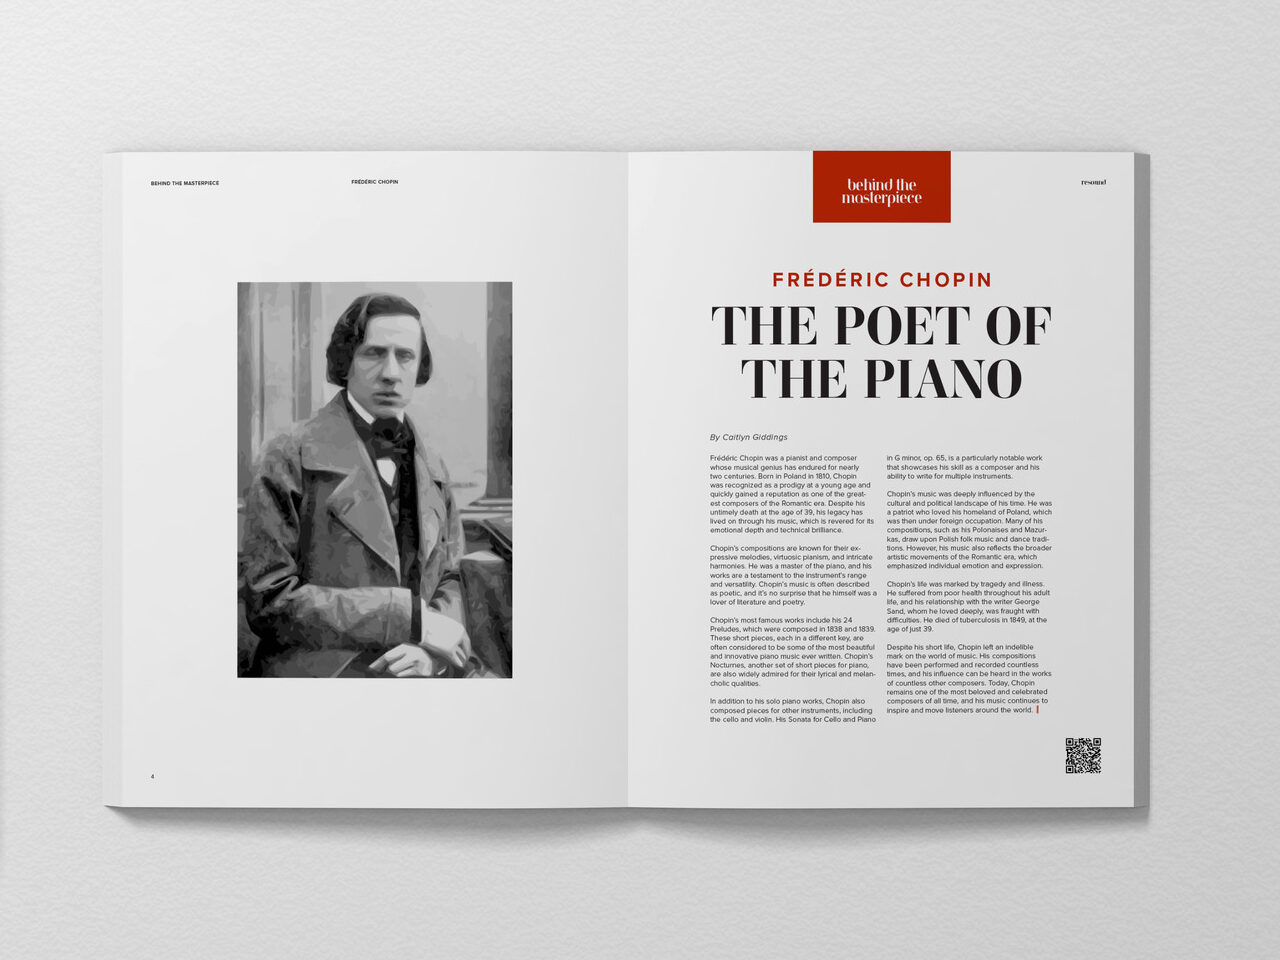 BEHIND THE MASTERPIECE
FRÉDÉRIC CHOPIN
4
behind the
masterpiece
resound
FRÉDÉRIC CHOPIN
THE POET OF
THE PIANO
By Caitlyn Giddings
Frédéric Chopin was a pianist and composer
whose musical genius has endured for nearly
two centuries. Born in Poland in 1810, Chopin
was recognized as a prodigy at a young age and
quickly gained a reputation as one of the great-
est composers of the Romantic era. Despite his
untimely death at the age of 39, his legacy has
lived on through his music, which is revered for its
emotional depth and technical brilliance.
Chopin's compositions are known for their ex-
pressive melodies, virtuosic pianism, and intricate
harmonies. He was a master of the piano, and his
works are a testament to the instrument's range
and versatility. Chopin's music is often described
as poetic, and it's no surprise that he himself was a
lover of literature and poetry.
Chopin's most famous works include his 24
Preludes, which were composed in 1838 and 1839.
These short pieces, each in a different key, are
often considered to be some of the most beautiful
and innovative piano music ever written. Chopin's
Nocturnes, another set of short pieces for piano,
are also widely admired for their lyrical and melan-
cholic qualities.
In addition to his solo piano works, Chopin also
composed pieces for other instruments, including
the cello and violin. His Sonata for Cello and Piano
in G minor, op. 65, is a particularly notable work
that showcases his skill as a composer and his
ability to write for multiple instruments.
Chopin's music was deeply influenced by the
cultural and political landscape of his time. He was
a patriot who loved his homeland of Poland, which
was then under foreign occupation. Many of his
compositions, such as his Polonaises and Mazur-
kas, draw upon Polish folk music and dance tradi-
tions. However, his music also reflects the broader
artistic movements of the Romantic era, which
emphasized individual emotion and expression.
Chopin's life was marked by tragedy and illness.
He suffered from poor health throughout his adult
life, and his relationship with the writer George
Sand, whom he loved deeply, was fraught with
difficulties. He died of tuberculosis in 1849, at the
age of just 39.
Despite his short life, Chopin left an indelible
mark on the world of music. His compositions
have been performed and recorded countless
times, and his influence can be heard in the works
of countless other composers. Today, Chopin
remains one of the most beloved and celebrated
composers of all time, and his music continues to
inspire and move listeners around the world.